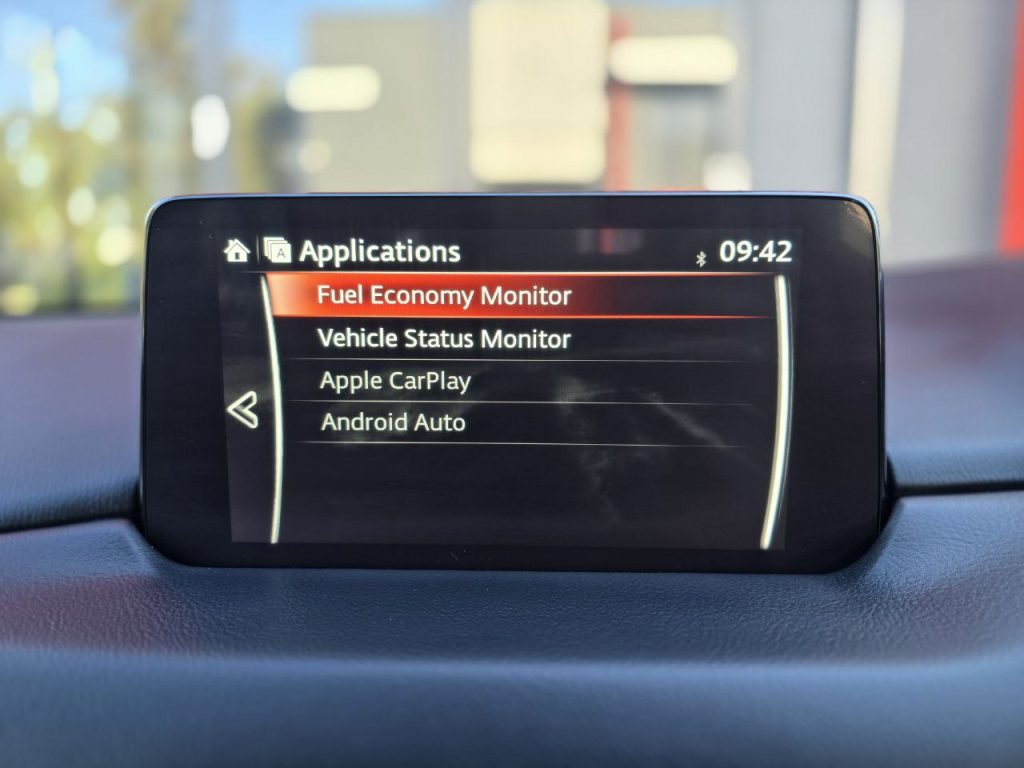 Applications
09:42
Fuel Economy Monitor
Vehicle Status Monitor
Apple CarPlay
Android Auto